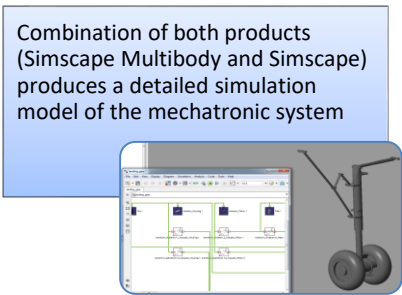 Combination of both products
(Simscape Multibody and Simscape)
produces a detailed simulation
model of the mechatronic system